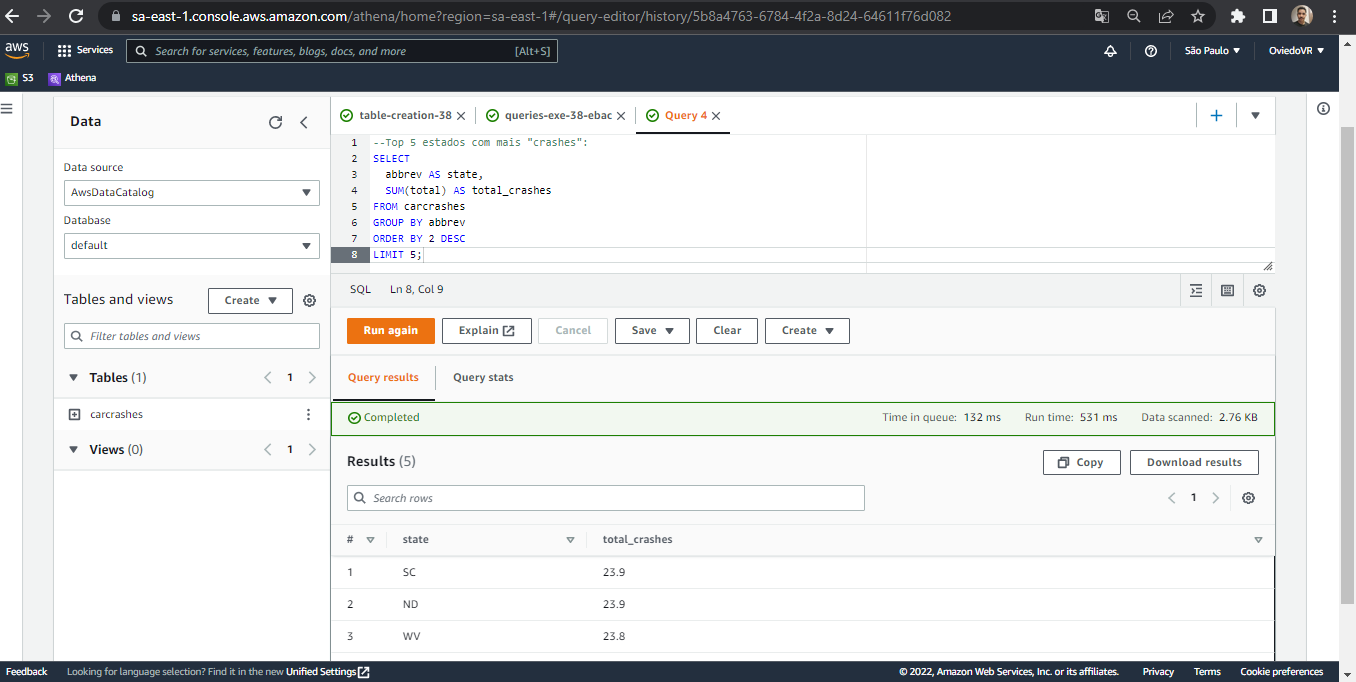 sa-east-1.console.aws.amazon.com/athena/home?region=sa-east-1#/query-editor/history/5b8a4763-6784-4f2a-8d24-64611f76d082
aws
Services
Search for services, features, blogs, docs, and more
[Alt+S]
São Paulo
OviedoVR
S3
Athena
Data
Data source
AwsDataCatalog
Database
default
Tables and views
Create
Filter tables and views
Tables (1)
1
carcrashes
Views (0)
1
table-creation-38
queries-exe-38-ebac
Query 4
1 --Top 5 estados com mais "crashes":
2 SELECT
3 abbrev AS state,
4 SUM(total) AS total_crashes
5 FROM carcrashes
6 GROUP BY abbrev
7 ORDER BY 2 DESC
8 LIMIT 5;
SQL Ln 8, Col 9
Run again
Explain
Cancel
Save
Clear
Create
Query results
Query stats
Completed
Time in queue: 132 ms
Run time: 531 ms
Data scanned: 2.76 KB
Results (5)
Copy
Download results
Search rows
1
# state total_crashes
1 SC 23.9
2 ND 23.9
3 WV 23.8
Feedback
Looking for language selection? Find it in the new Unified Settings
© 2022, Amazon Web Services, Inc. or its affiliates.
Privacy
Terms
Cookie preferences